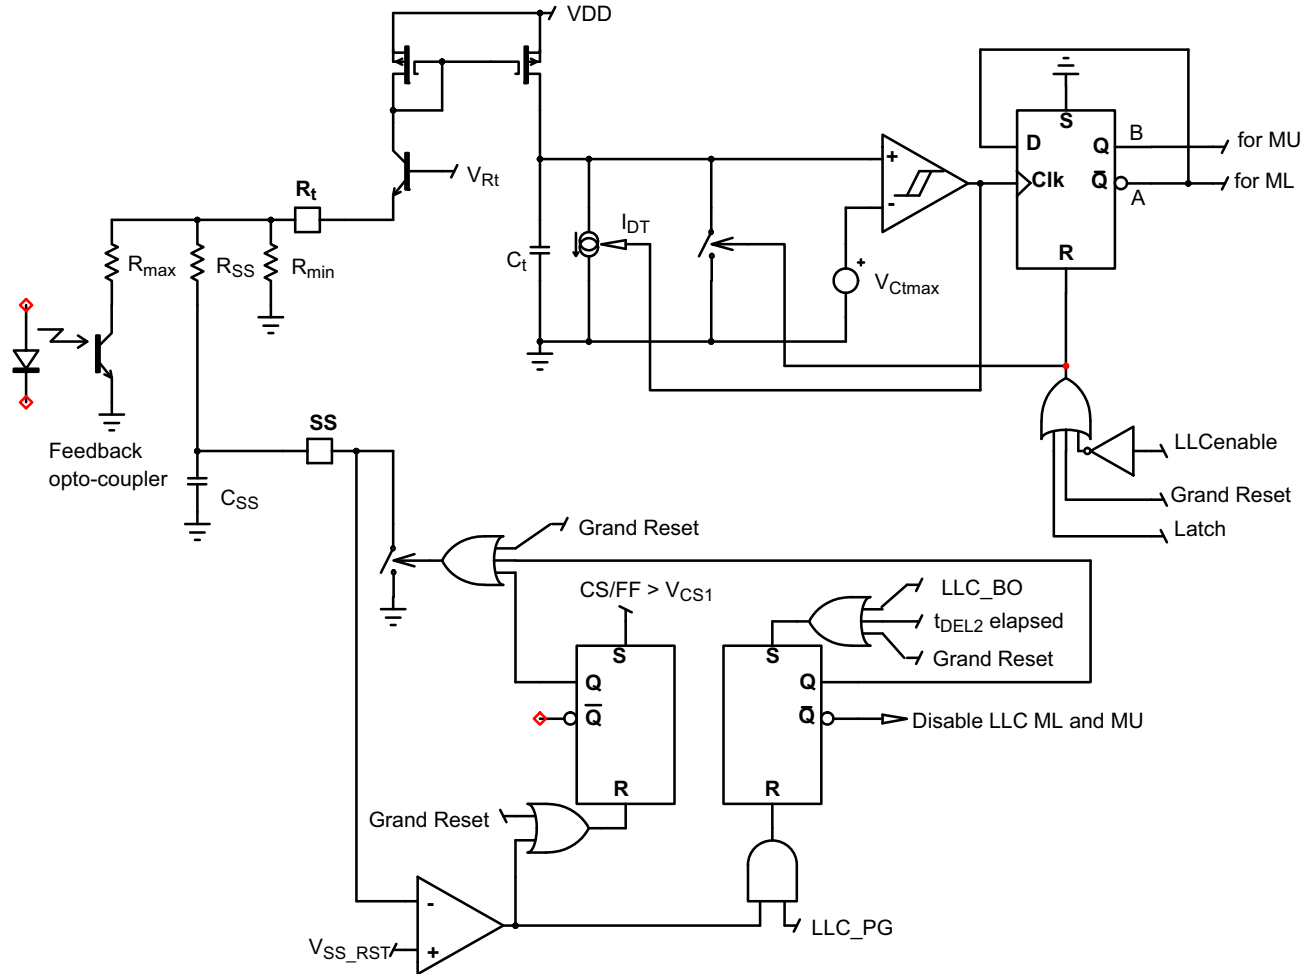 VDD
S
D
Q
B
for MU
Clk
Q
A
for ML
R
VRt
Rt
IDT
Rmax
RSS
Rmin
Ct
VCtmax
+
-
+
Feedback
opto-coupler
SS
CSS
LLCenable
Grand Reset
Latch
Grand Reset
CS/FF > VCS1
LLC_BO
tDEL2 elapsed
Grand Reset
S
Q
Q
R
S
Q
Q
R
Disable LLC ML and MU
Grand Reset
-
+
VSS_RST
LLC_PG